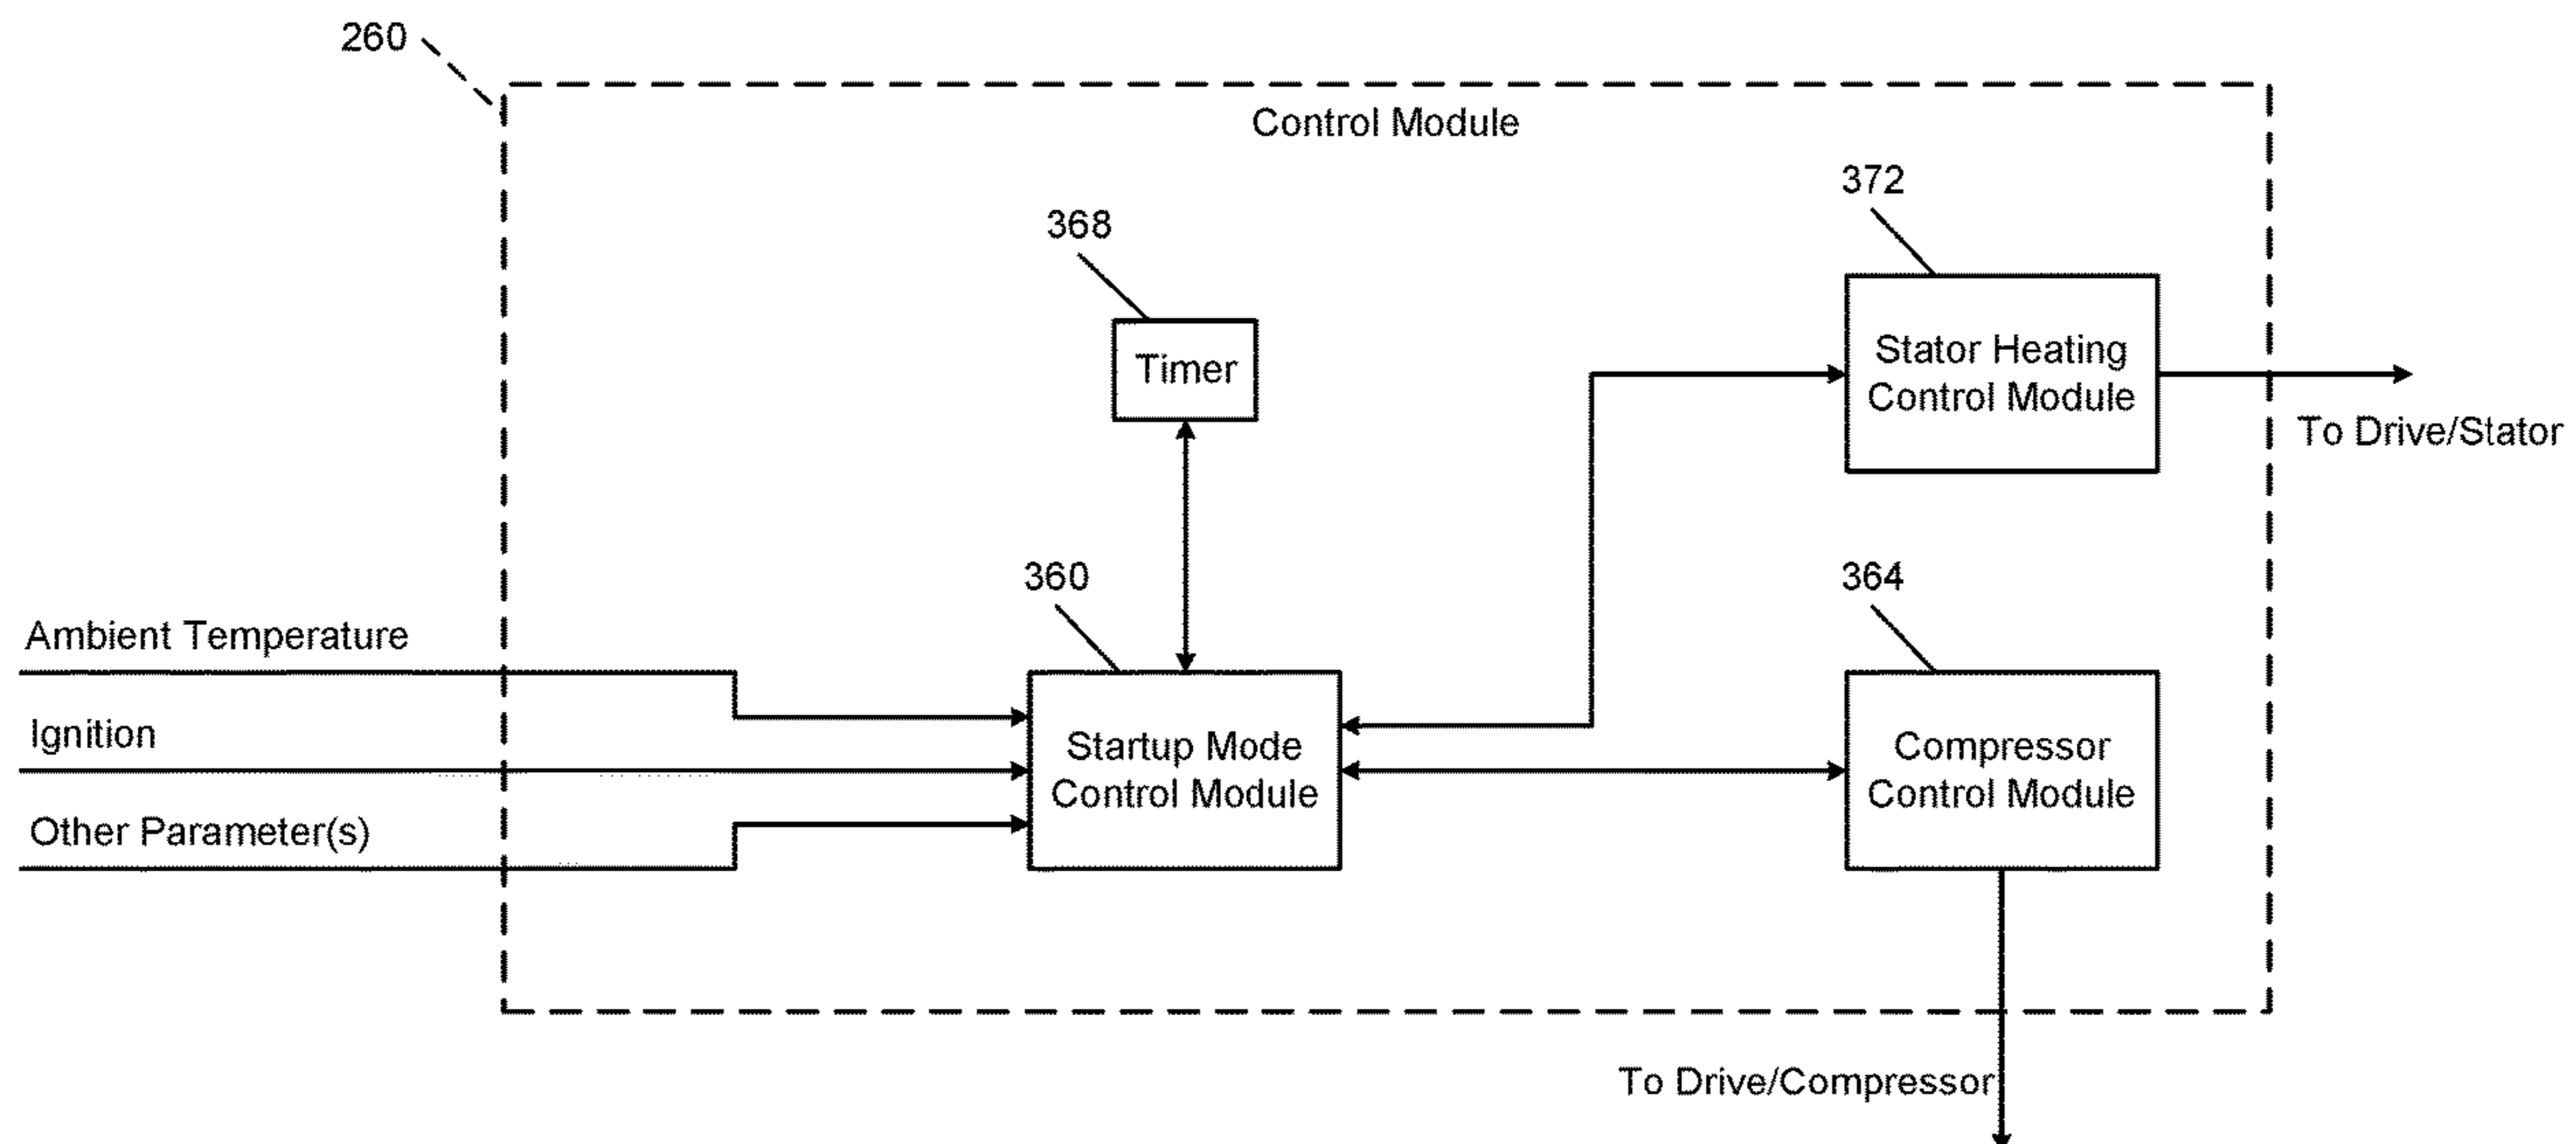 260
Control Module
372
368
Stator Heating
Control Module
Timer
To Drive/Stator
360
364
Ambient Temperature
Ignition
Other Parameter(s)
Startup Mode
Control Module
Compressor
Control Module
To Drive/Compressor